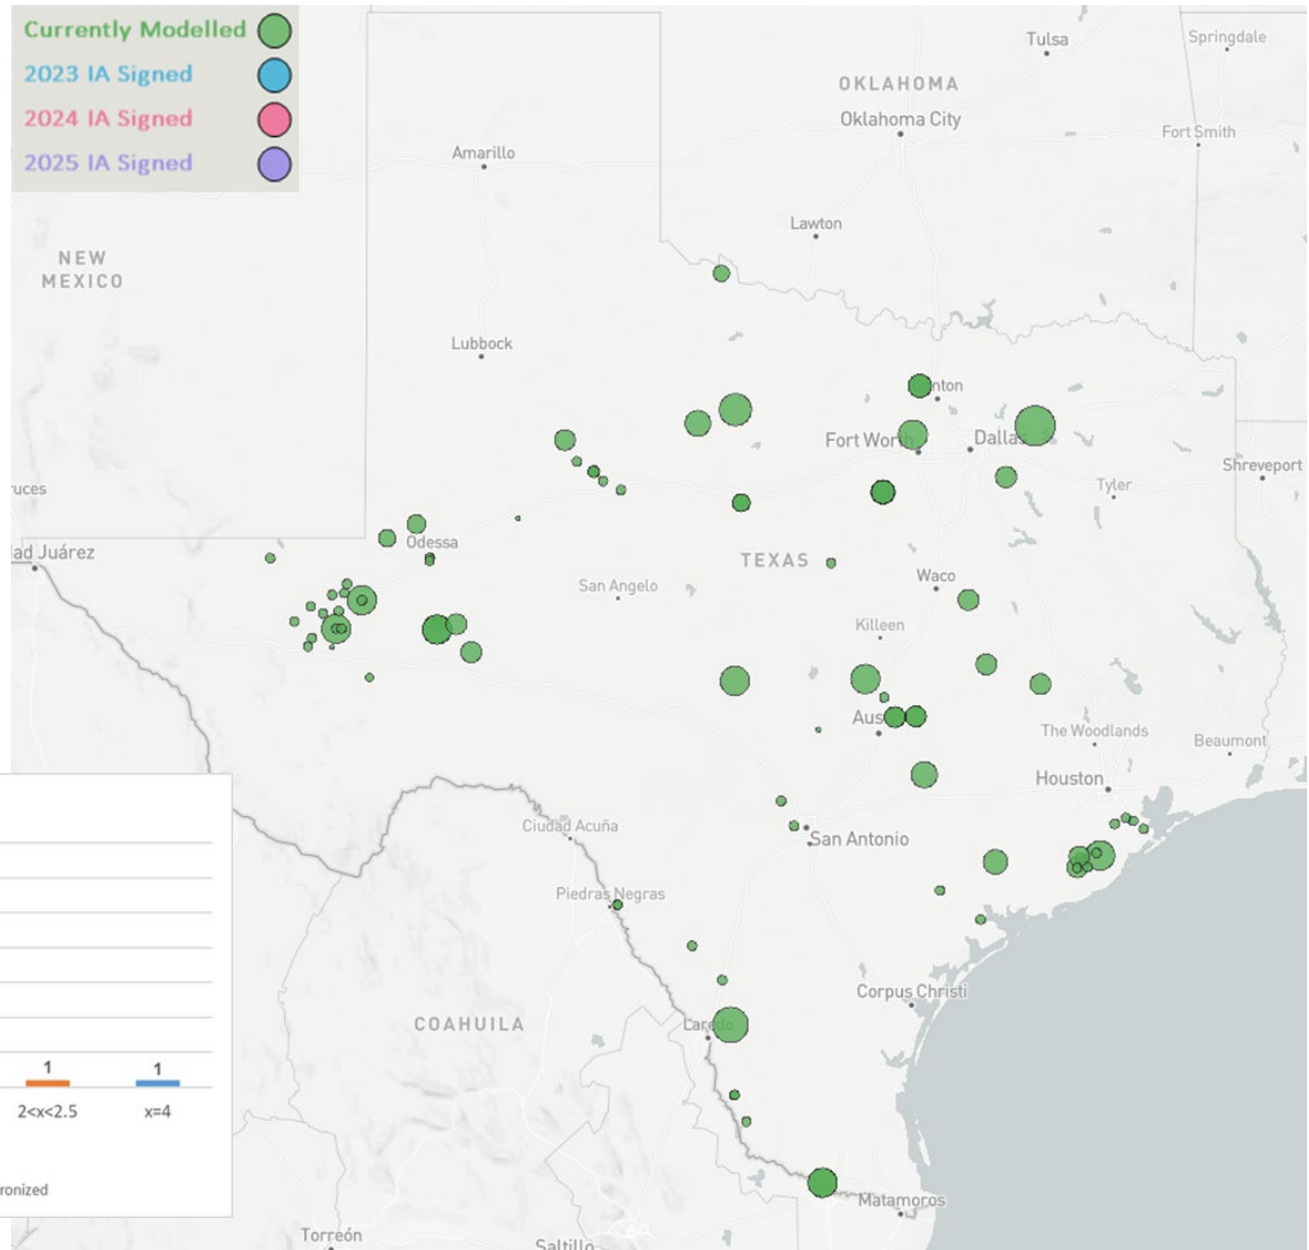 Currently Modelled
2023 IA Signed
2024 IA Signed
2025 IA Signed
Tulsa
Springdale
OKLAHOMA
Oklahoma City
Fort Smith
Amarillo
Lawton
NEW
MEXICO
Lubbock
nton
Fort Worth
Dallas
Shreveport
Tyler
ruces
Odessa
ad Juárez
TEXAS
San Angelo
Waco
Killeen
Aus
The Woodlands
Beaumont
Houston
Ciudad Acuña
San Antonio
Piedras Negras
Corpus Christi
COAHUILA
Laredo
1
1
2<x<2.5
x=4
ronized
Matamoros
Torreón
Saltillo